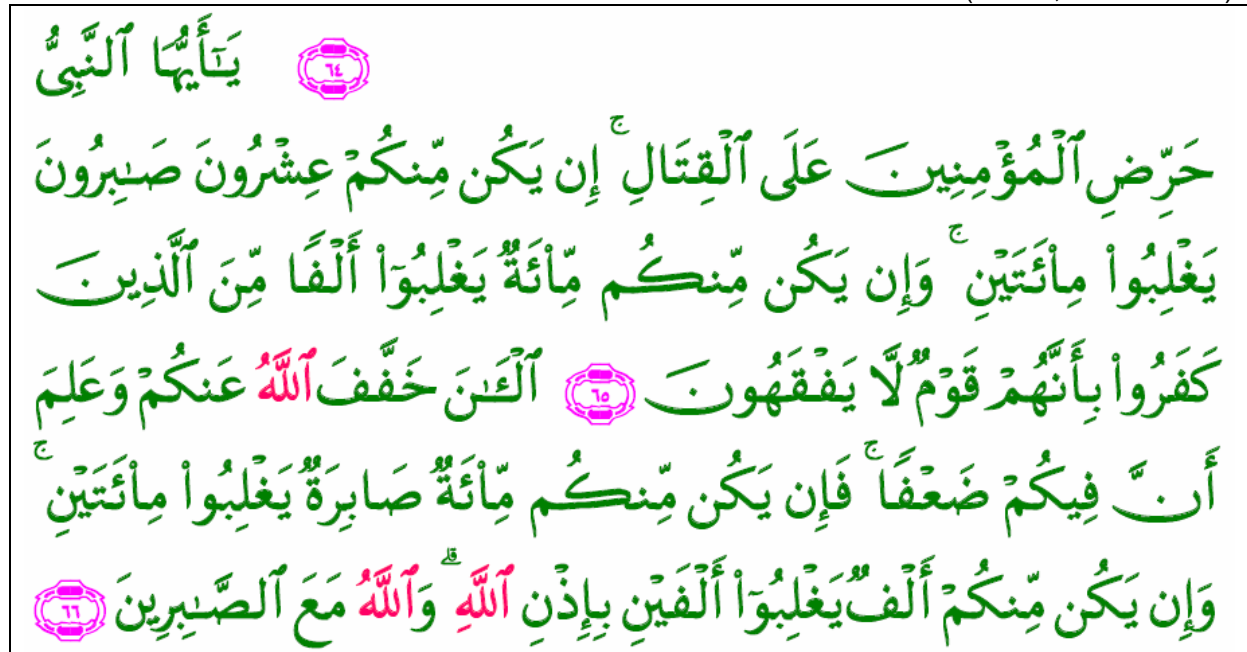 ۝٦٤ يَـٰٓأَيُّهَا ٱلنَّبِىُّ
حَرِّضِ ٱلْمُؤْمِنِينَ عَلَى ٱلْقِتَالِ ۚ إِن يَكُن مِّنكُمْ عِشْرُونَ صَـٰبِرُونَ
يَغْلِبُوا۟ مِا۟ئَتَيْنِ ۚ وَإِن يَكُن مِّنكُم مِّا۟ئَةٌ يَغْلِبُوٓا۟ أَلْفًا مِّنَ ٱلَّذِينَ
كَفَرُوا۟ بِأَنَّهُمْ قَوْمٌ لَّا يَفْقَهُونَ ۝٦٥ ٱلْـَٔـٰنَ خَفَّفَ ٱللَّهُ عَنكُمْ وَعَلِمَ
أَنَّ فِيكُمْ ضَعْفًا ۚ فَإِن يَكُن مِّنكُم مِّا۟ئَةٌ صَابِرَةٌ يَغْلِبُوا۟ مِا۟ئَتَيْنِ ۚ
وَإِن يَكُن مِّنكُمْ أَلْفٌ يَغْلِبُوٓا۟ أَلْفَيْنِ بِإِذْنِ ٱللَّهِ ۗ وَٱللَّهُ مَعَ ٱلصَّـٰبِرِينَ ۝٦٦